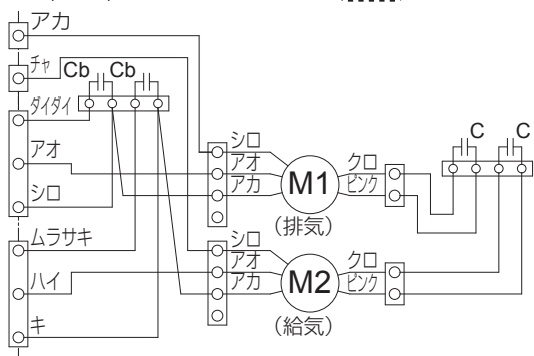 アカ
チャ
Cb Cb
ダイダイ
アオ
シロ
ムラサキ
ハイ
キ
シロ
アオ
アカ
M1
(排気)
クロ
ピンク
シロ
アオ
アカ
M2
(給気)
クロ
ピンク
C C